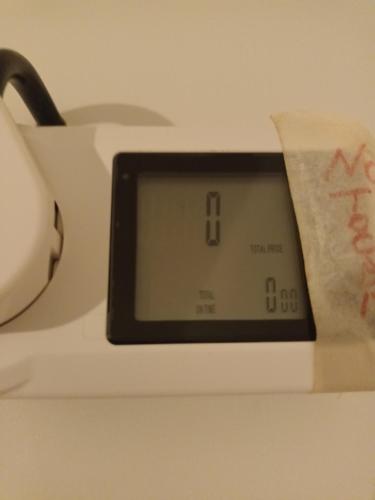 0
TOTAL PRICE
TOTAL
ON TIME
0 00
No